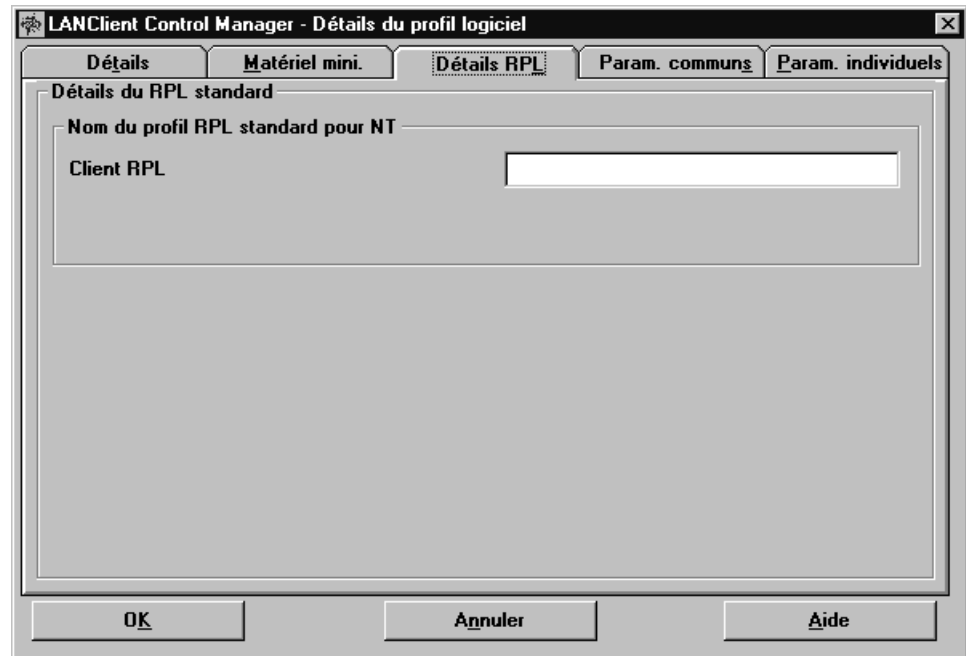 LANClient Control Manager - Détails du profil logiciel
Détails Matériel mini. Détails RPL Param. communs Param. individuels
Détails du RPL standard
Nom du profil RPL standard pour NT
Client RPL
OK Annuler Aide